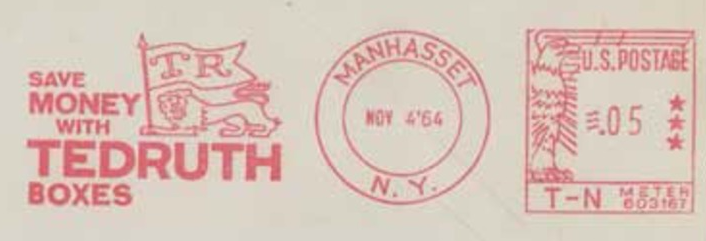 TR
SAVE
MONEY
WITH
TEDRUTH
BOXES
MANHASSET
NOV 4'64
N. Y.
U.S. POSTAGE
.05
T-N METER
603167